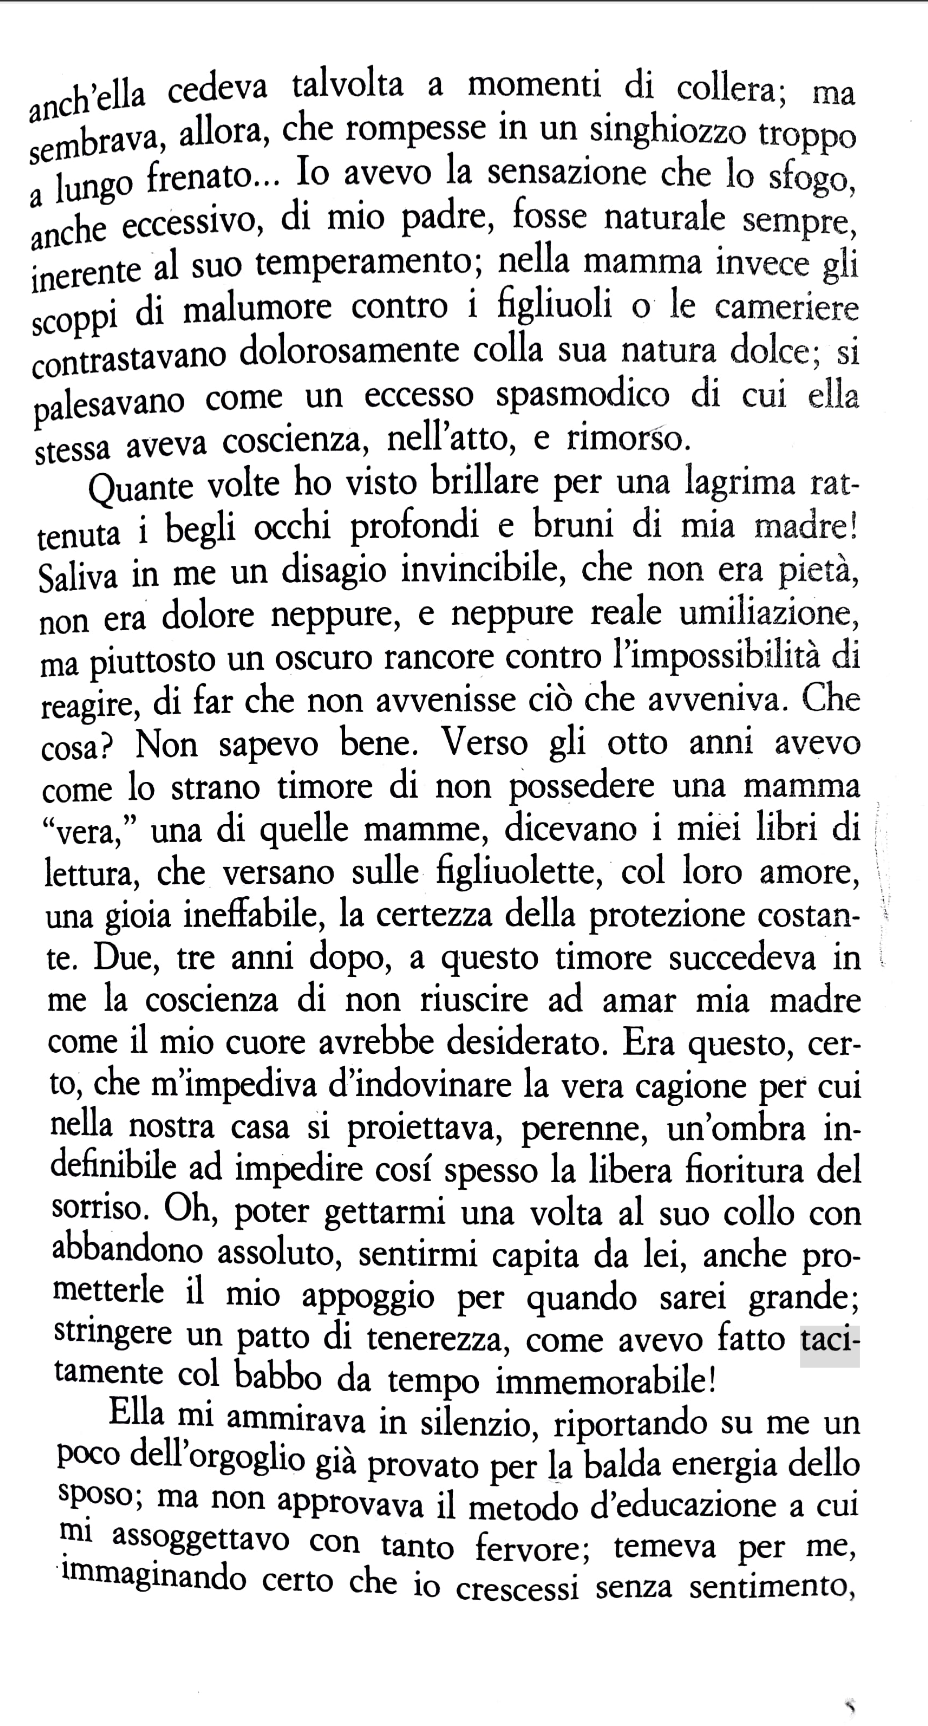 anch'ella cedeva talvolta a momenti di collera; ma
sembrava, allora, che rompesse in un singhiozzo troppo
a lungo frenato... Io avevo la sensazione che lo sfogo,
anche eccessivo, di mio padre, fosse naturale sempre,
inerente al suo temperamento; nella mamma invece gli
scoppi di malumore contro i figliuoli o le cameriere
contrastavano dolorosamente colla sua natura dolce; si
palesavano come un eccesso spasmodico di cui ella
stessa aveva coscienza, nell'atto, e rimorso.
Quante volte ho visto brillare per una lagrima rat-
tenuta i begli occhi profondi e bruni di mia madre!
Saliva in me un disagio invincibile, che non era pietà,
non era dolore neppure, e neppure reale umiliazione,
ma piuttosto un oscuro rancore contro l'impossibilità di
reagire, di far che non avvenisse ciò che avveniva. Che
cosa? Non sapevo bene. Verso gli otto anni avevo
come lo strano timore di non possedere una mamma
“vera,” una di quelle mamme, dicevano i miei libri di
lettura, che versano sulle figliuolette, col loro amore,
una gioia ineffabile, la certezza della protezione costan-
te. Due, tre anni dopo, a questo timore succedeva in
me la coscienza di non riuscire ad amar mia madre
come il mio cuore avrebbe desiderato. Era questo, cer-
to, che m'impediva d'indovinare la vera cagione per cui
nella nostra casa si proiettava, perenne, un'ombra in-
definibile ad impedire cosí spesso la libera fioritura del
sorriso. Oh, poter gettarmi una volta al suo collo con
abbandono assoluto, sentirmi capita da lei, anche pro-
metterle il mio appoggio per quando sarei grande;
stringere un patto di tenerezza, come avevo fatto taci-
tamente col babbo da tempo immemorabile!
Ella mi ammirava in silenzio, riportando su me un
poco dell'orgoglio già provato per la balda energia dello
sposo; ma non approvava il metodo d'educazione a cui
mi assoggettavo con tanto fervore; temeva per me,
immaginando certo che io crescessi senza sentimento,